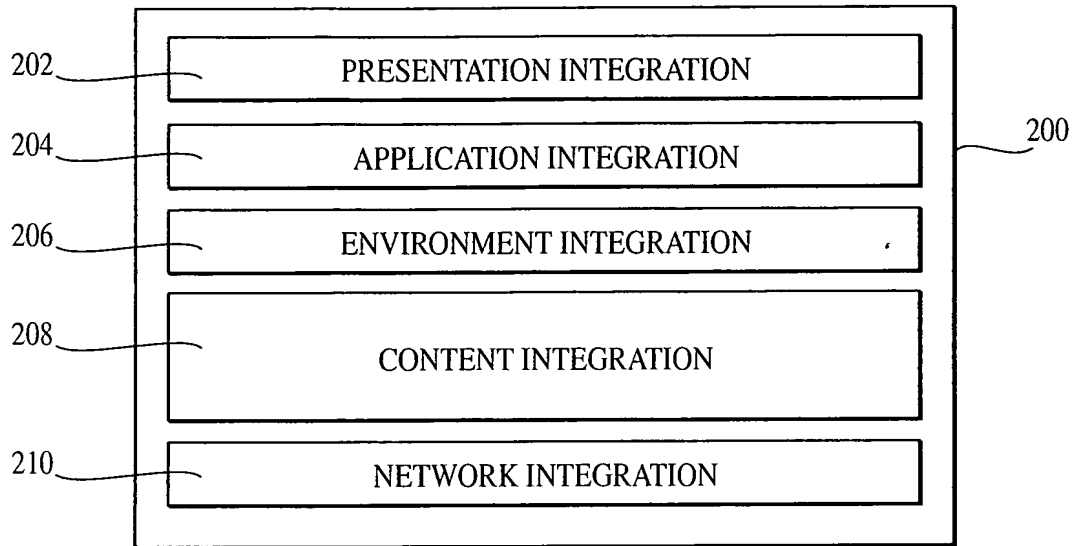 202
PRESENTATION INTEGRATION
204
APPLICATION INTEGRATION
200
206
ENVIRONMENT INTEGRATION
208
CONTENT INTEGRATION
210
NETWORK INTEGRATION